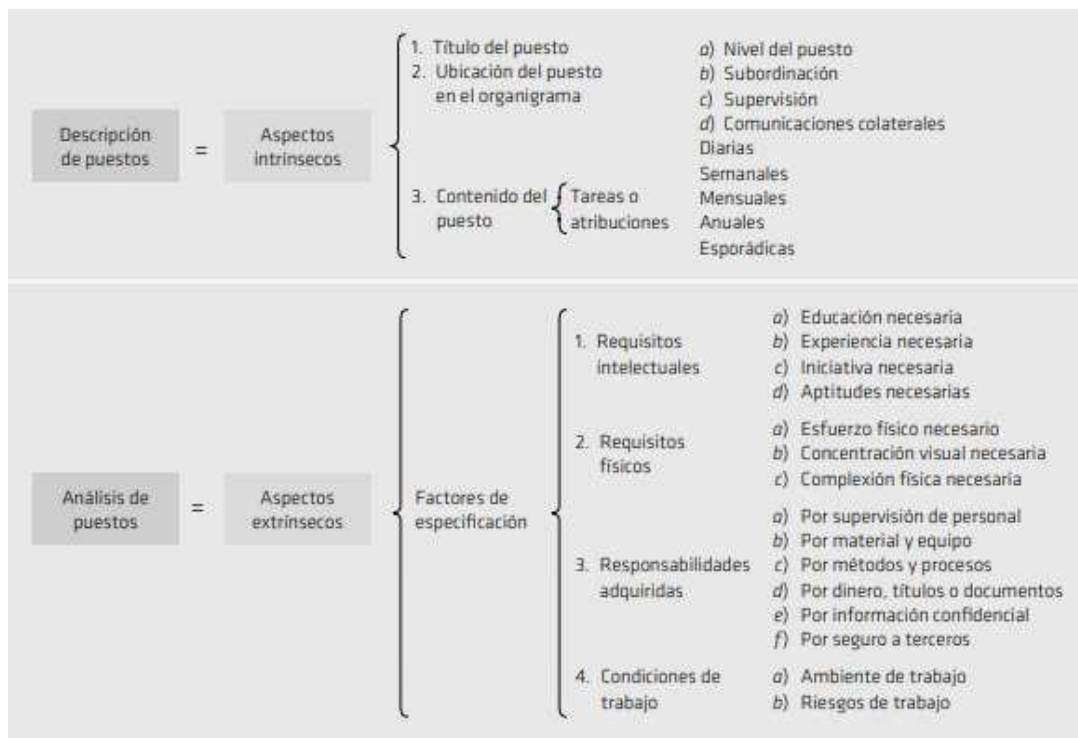 Descripción
de puestos
=
Aspectos
intrínsecos
1. Título del puesto
2. Ubicación del puesto
en el organigrama
a) Nivel del puesto
b) Subordinación
c) Supervisión
d) Comunicaciones colaterales
3. Contenido del
puesto
Tareas o
atribuciones
Diarias
Semanales
Mensuales
Anuales
Esporádicas
Análisis de
puestos
=
Aspectos
extrínsecos
Factores de
especificación
1. Requisitos
intelectuales
a) Educación necesaria
b) Experiencia necesaria
c) Iniciativa necesaria
d) Aptitudes necesarias
2. Requisitos
físicos
a) Esfuerzo físico necesario
b) Concentración visual necesaria
c) Complexión física necesaria
3. Responsabilidades
adquiridas
a) Por supervisión de personal
b) Por material y equipo
c) Por métodos y procesos
d) Por dinero, títulos o documentos
e) Por información confidencial
f) Por seguro a terceros
4. Condiciones de
trabajo
a) Ambiente de trabajo
b) Riesgos de trabajo